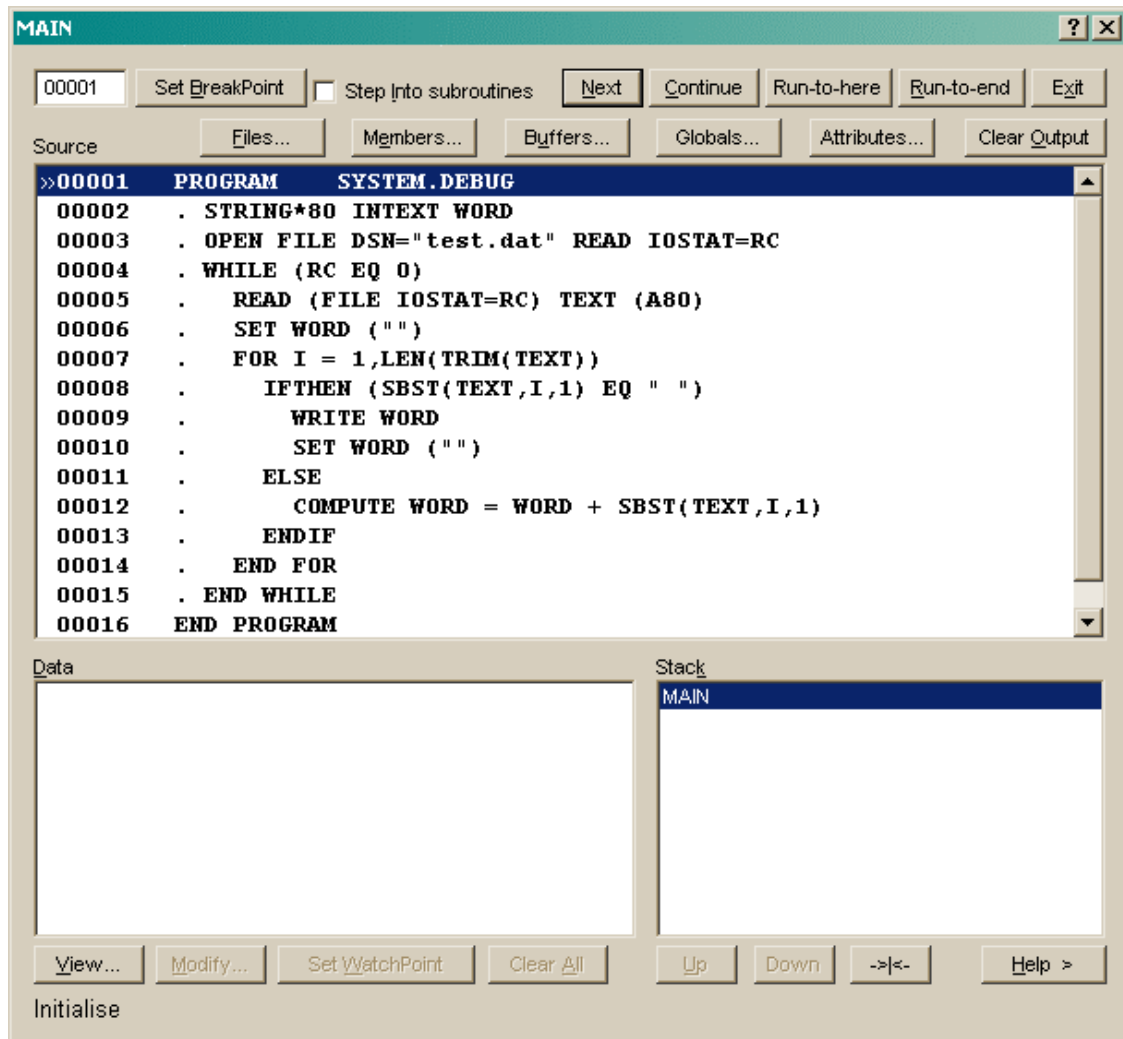 MAIN
00001 Set BreakPoint Step Into subroutines Next Continue Run-to-here Run-to-end Exit
Source Files... Members... Buffers... Globals... Attributes... Clear Output
»00001 PROGRAM SYSTEM.DEBUG
00002 . STRING*80 INTEXT WORD
00003 . OPEN FILE DSN="test.dat" READ IOSTAT=RC
00004 . WHILE (RC EQ 0)
00005 . READ (FILE IOSTAT=RC) TEXT (A80)
00006 . SET WORD ("")
00007 . FOR I = 1,LEN(TRIM(TEXT))
00008 . IFTHEN (SBST(TEXT,I,1) EQ " ")
00009 . WRITE WORD
00010 . SET WORD ("")
00011 . ELSE
00012 . COMPUTE WORD = WORD + SBST(TEXT,I,1)
00013 . ENDIF
00014 . END FOR
00015 . END WHILE
00016 END PROGRAM
Data Stack
MAIN
View... Modify... Set WatchPoint Clear All Up Down ->|<- Help >
Initialise